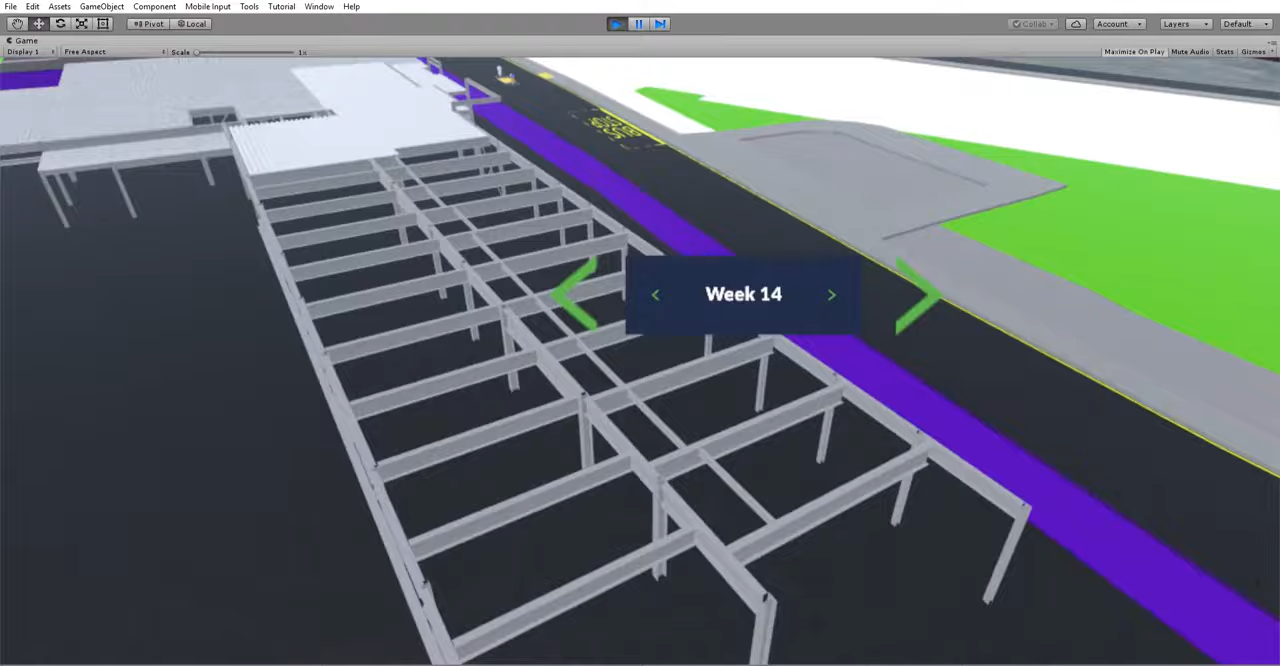 File Edit Assets GameObject Component Mobile Input Tools Tutorial Window Help
Pivot Local Collab Account Layers Default
Game
Display 1 Free Aspect Scale 1x Maximize On Play Mute Audio Stats Gizmos
< Week 14 >